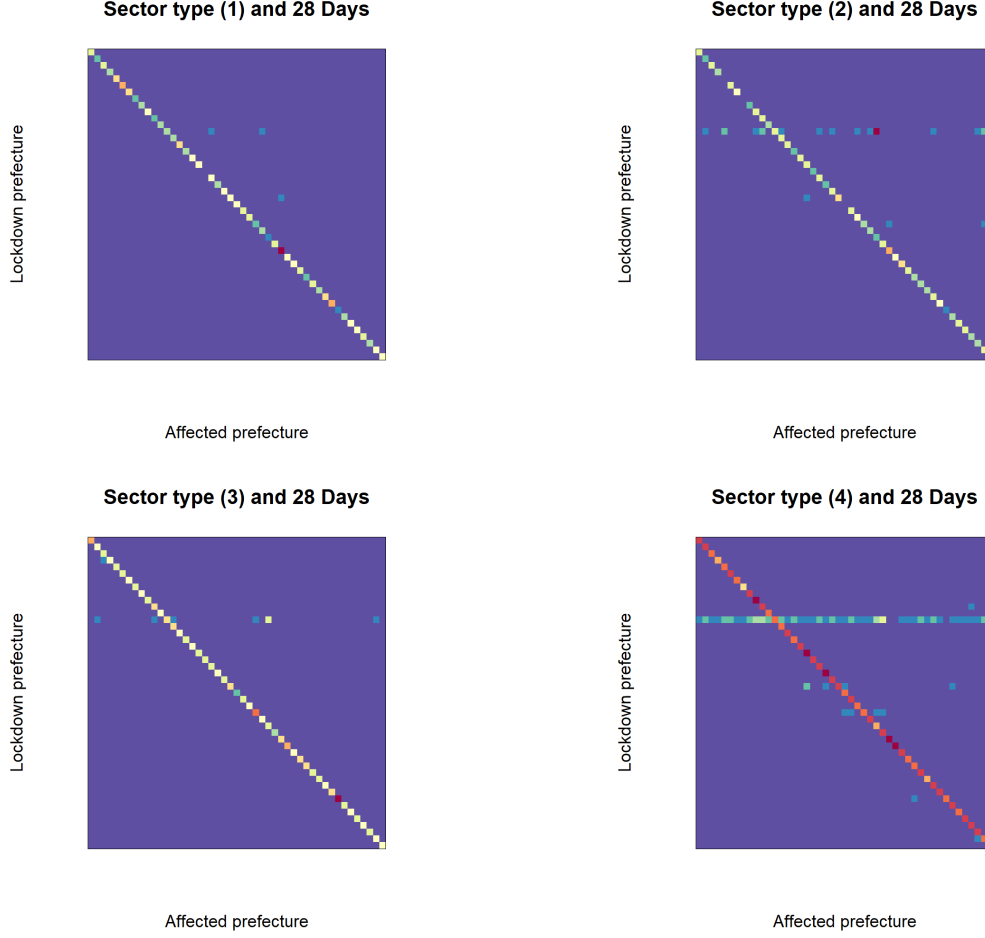 Sector type (1) and 28 Days
Sector type (2) and 28 Days
Lockdown prefecture
Lockdown prefecture
Affected prefecture
Affected prefecture
Sector type (3) and 28 Days
Sector type (4) and 28 Days
Lockdown prefecture
Lockdown prefecture
Affected prefecture
Affected prefecture